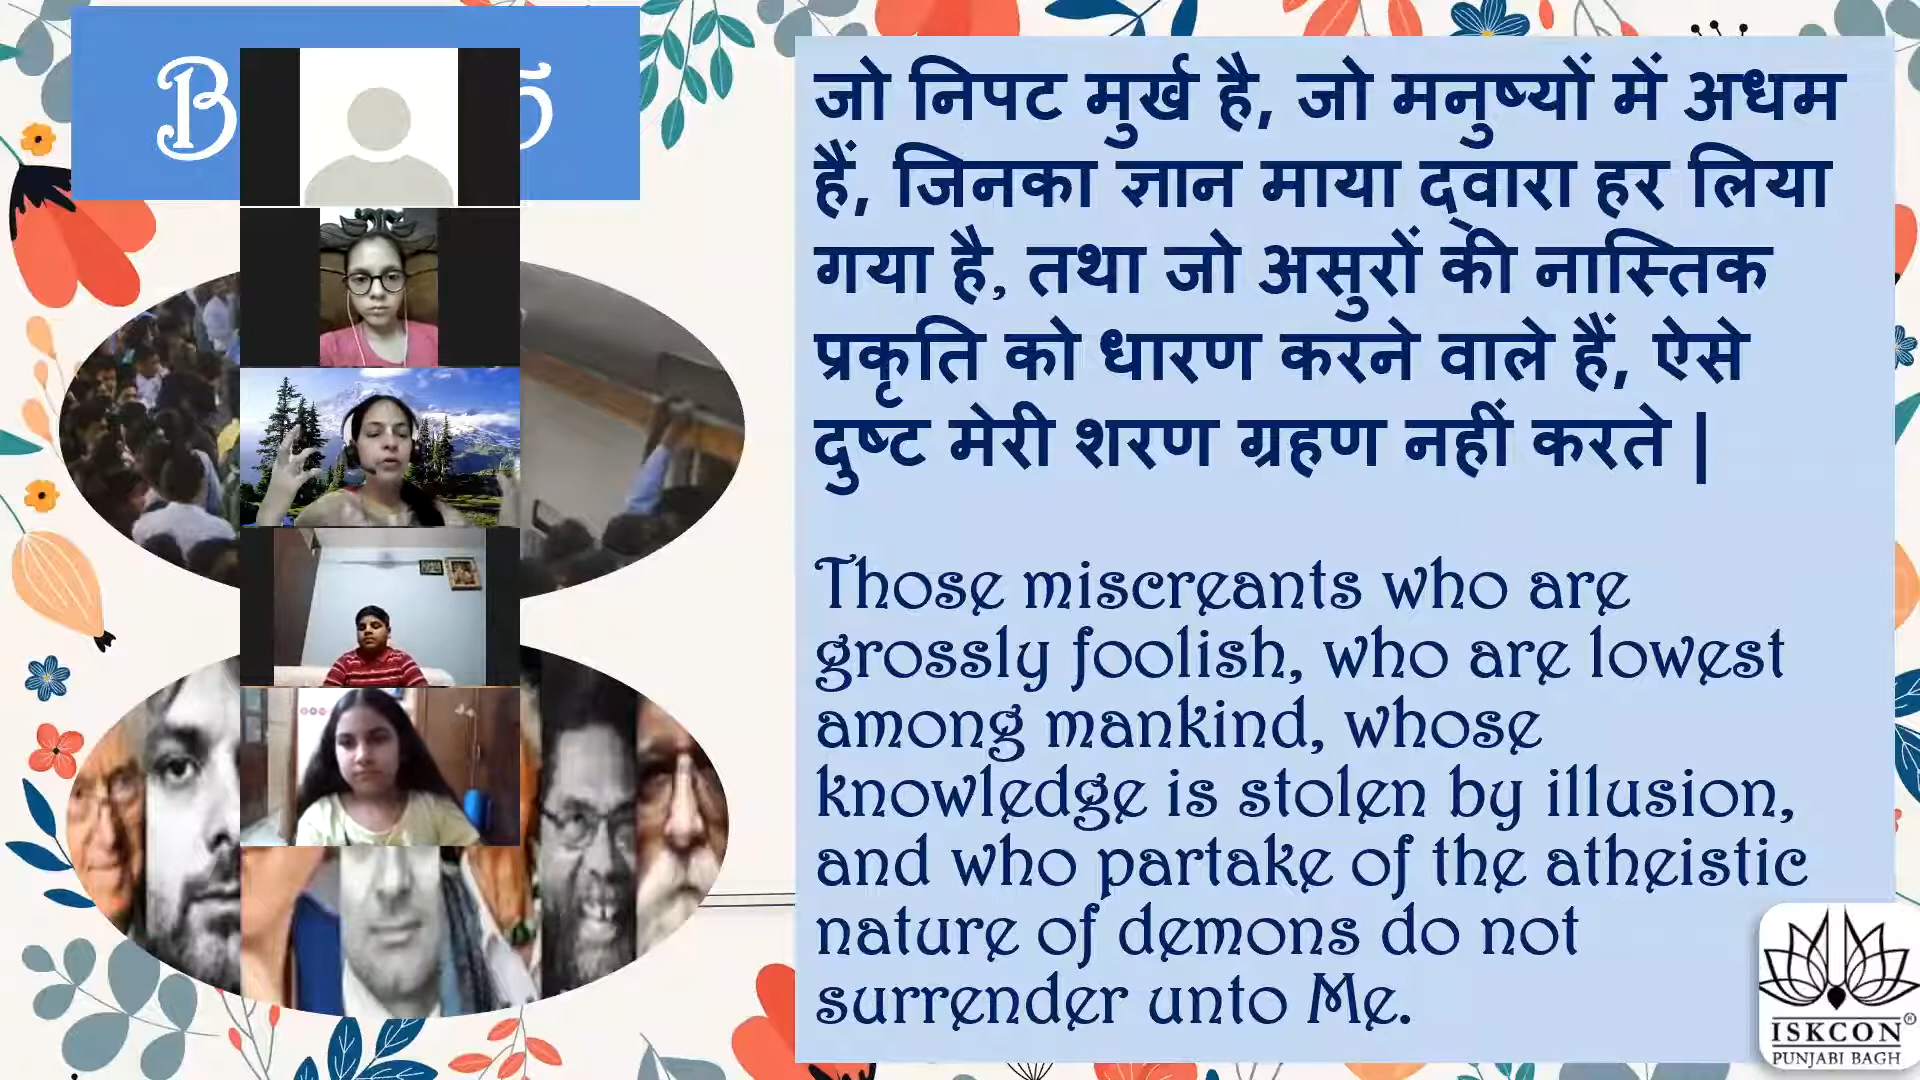 B
5
जो निपट मुर्ख है, जो मनुष्यों में अधम
हैं, जिनका ज्ञान माया द्वारा हर लिया
गया है, तथा जो असुरों की नास्तिक
प्रकृति को धारण करने वाले हैं, ऐसे
दुष्ट मेरी शरण ग्रहण नहीं करते |
Those miscreants who are
grossly foolish, who are lowest
among mankind, whose
knowledge is stolen by illusion,
and who partake of the atheistic
nature of demons do not
surrender unto Me.
ISKCON®
PUNJABI BAGH